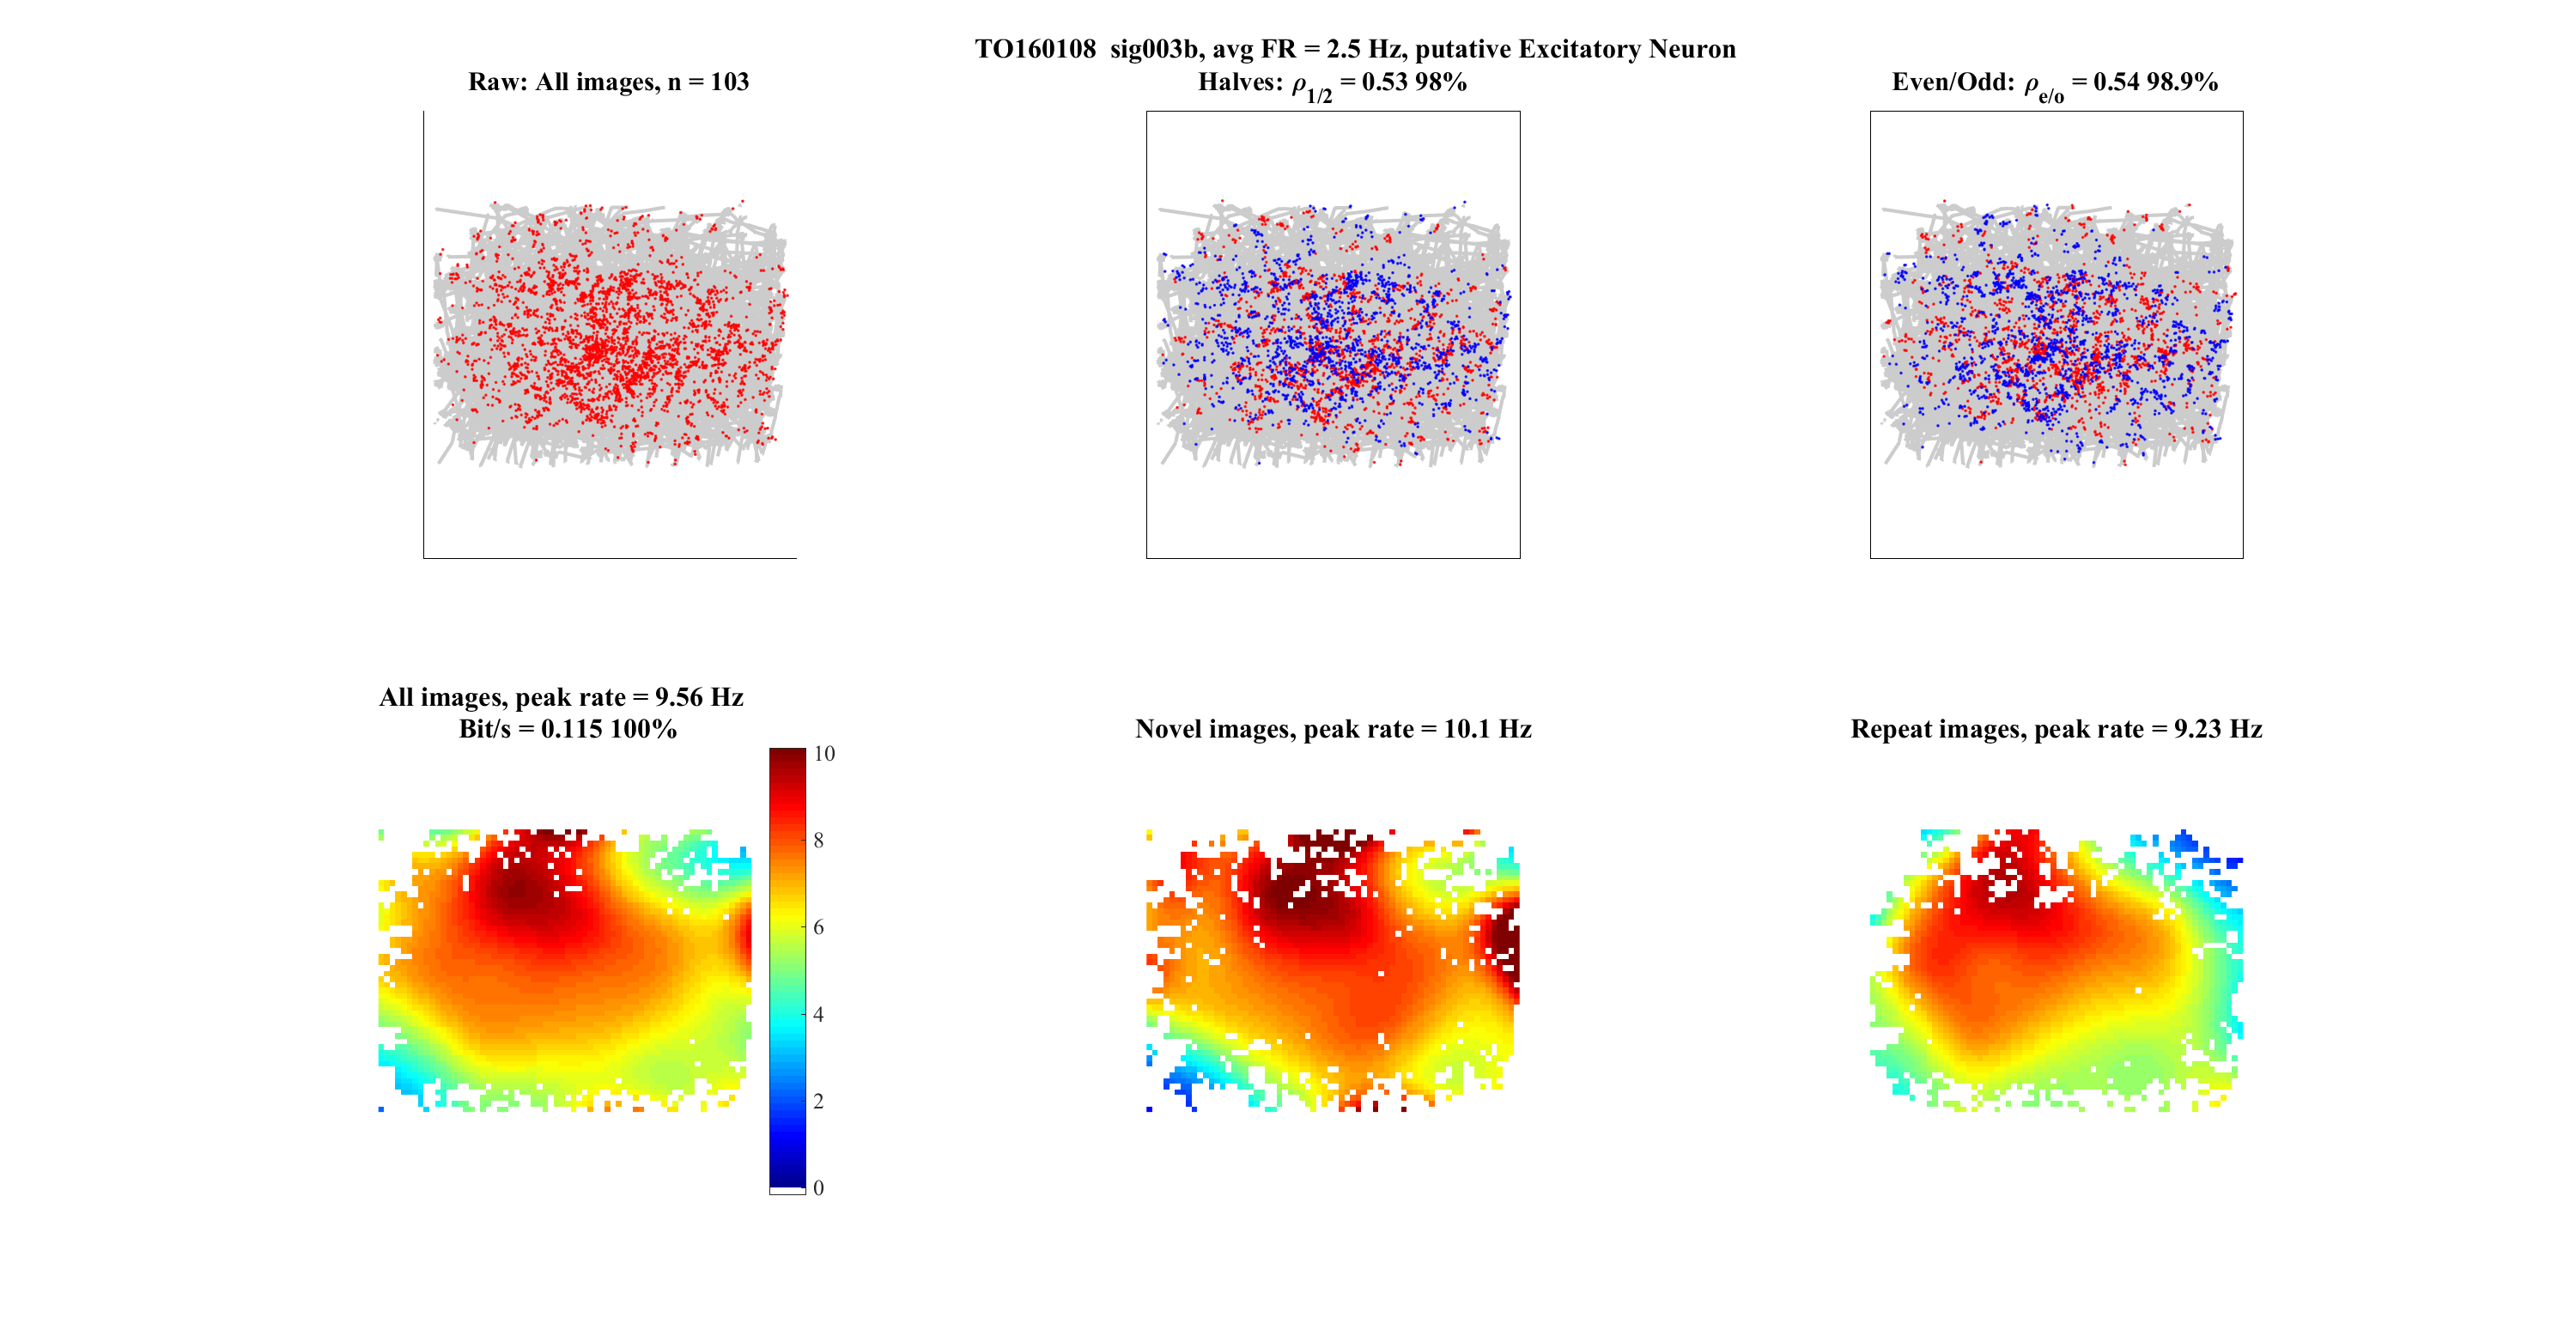 TO160108  sig003b, avg FR = 2.5 Hz, putative Excitatory Neuron
Raw: All images, n = 103
Halves: ρ1/2 = 0.53 98%
Even/Odd: ρe/o = 0.54 98.9%
All images, peak rate = 9.56 Hz
Bit/s = 0.115 100%
Novel images, peak rate = 10.1 Hz
Repeat images, peak rate = 9.23 Hz
10
8
6
4
2
0